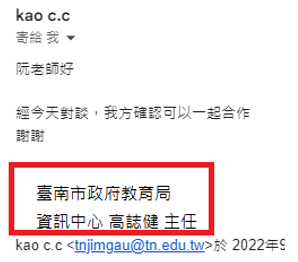 kao c.c
寄給 我
阮老師好
經今天對談，我方確認可以一起合作
謝謝
臺南市政府教育局
資訊中心 高誌健 主任
kao c.c <tnjimgau@tn.edu.tw>於 2022年9